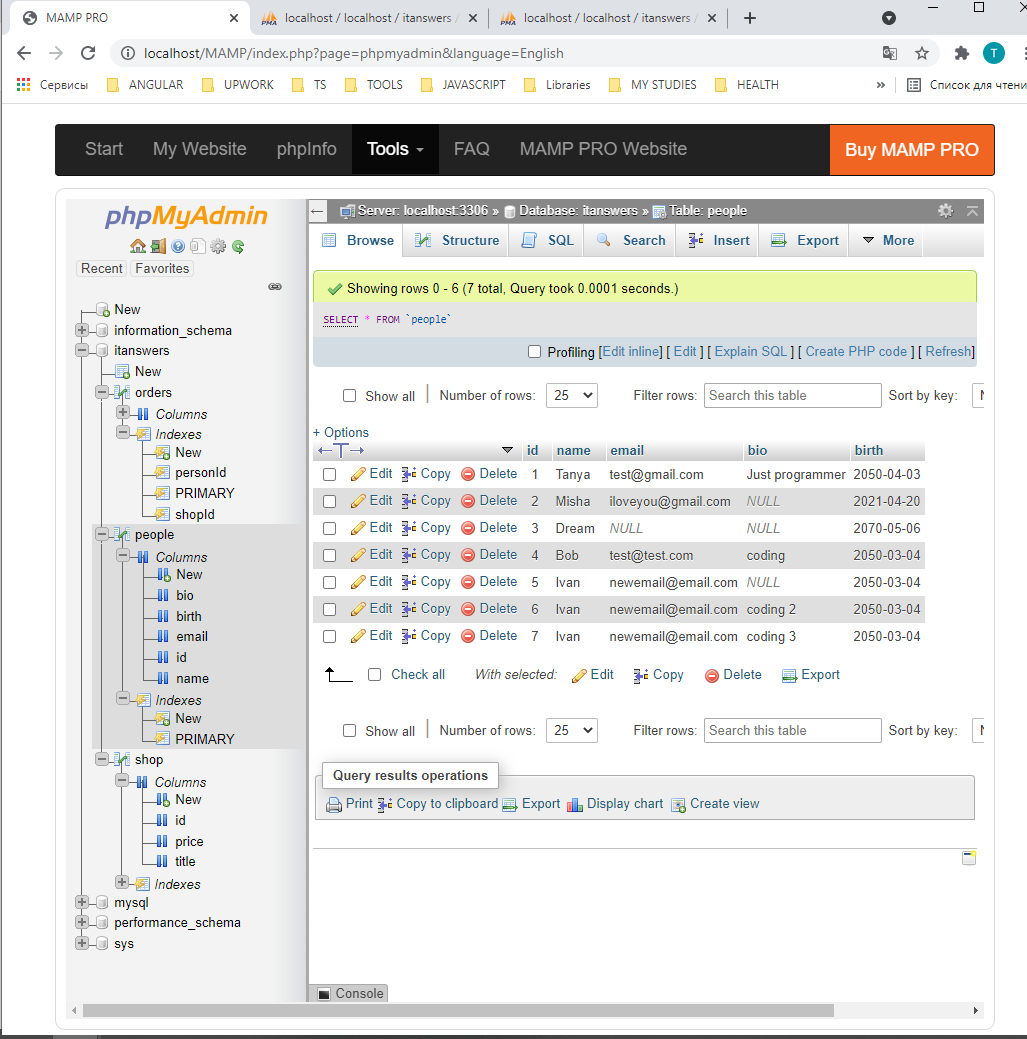 MAMP PRO
localhost / localhost / itanswers /
localhost / localhost / itanswers /
localhost/MAMP/index.php?page=phpmyadmin&language=English
T
Сервисы ANGULAR UPWORK TS TOOLS JAVASCRIPT Libraries MY STUDIES HEALTH » Список для чтени
Start My Website phpInfo Tools FAQ MAMP PRO Website Buy MAMP PRO
phpMyAdmin
Recent Favorites
New
information_schema
itanswers
New
orders
Columns
Indexes
New
personId
PRIMARY
shopId
people
Columns
New
bio
birth
email
id
name
Indexes
New
PRIMARY
shop
Columns
New
id
price
title
Indexes
mysql
performance_schema
sys
Server: localhost:3306 » Database: itanswers » Table: people
Browse Structure SQL Search Insert Export More
Showing rows 0 - 6 (7 total, Query took 0.0001 seconds.)
SELECT * FROM `people`
Profiling [Edit inline] [ Edit ] [ Explain SQL ] [ Create PHP code ] [ Refresh]
Show all Number of rows: 25 Filter rows: Search this table Sort by key:
+ Options
←T→ id name email bio birth
Edit Copy Delete 1 Tanya test@gmail.com Just programmer 2050-04-03
Edit Copy Delete 2 Misha iloveyou@gmail.com NULL 2021-04-20
Edit Copy Delete 3 Dream NULL NULL 2070-05-06
Edit Copy Delete 4 Bob test@test.com coding 2050-03-04
Edit Copy Delete 5 Ivan newemail@email.com NULL 2050-03-04
Edit Copy Delete 6 Ivan newemail@email.com coding 2 2050-03-04
Edit Copy Delete 7 Ivan newemail@email.com coding 3 2050-03-04
Check all With selected: Edit Copy Delete Export
Show all Number of rows: 25 Filter rows: Search this table Sort by key:
Query results operations
Print Copy to clipboard Export Display chart Create view
Console